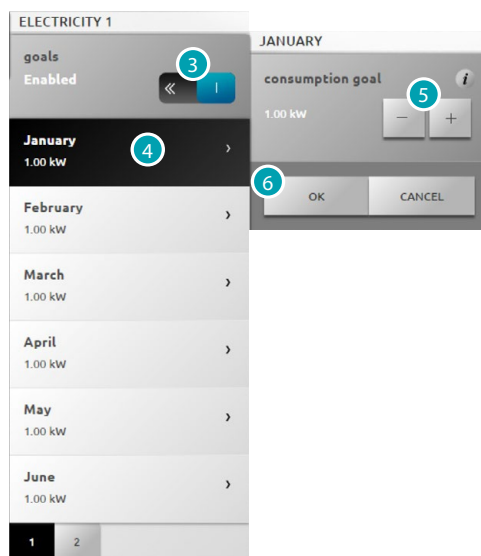 ELECTRICITY 1
goals
Enabled
3
«
I
January
1.00 kW
4
›
February
1.00 kW
›
March
1.00 kW
›
April
1.00 kW
›
May
1.00 kW
›
June
1.00 kW
›
1 2
JANUARY
consumption goal
i
1.00 kW
5
− +
6
OK CANCEL